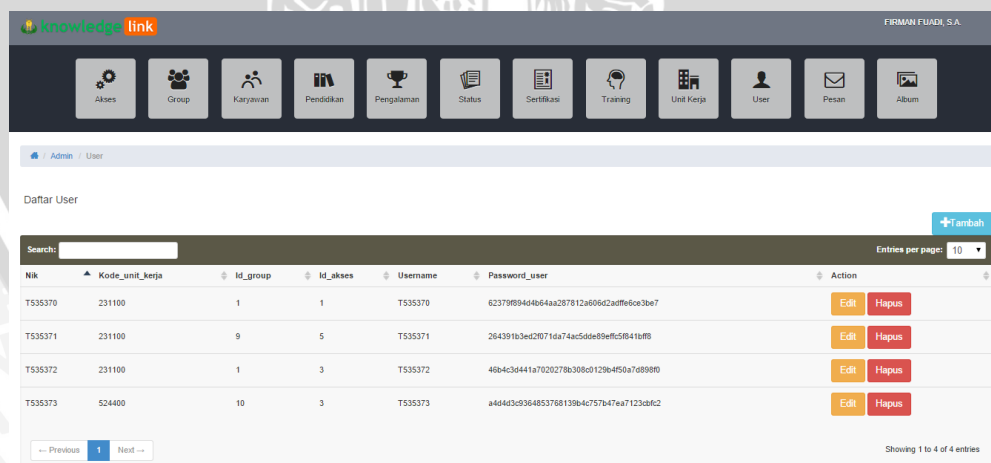 knowledge link
FIRMAN FUADI, S.A.
Akses Group Karyawan Pendidikan Pengalaman Status Sertifikasi Training Unit Kerja User Pesan Album
/ Admin / User
Daftar User
+Tambah
Search: Entries per page: 10
Nik Kode_unit_kerja Id_group Id_akses Username Password_user Action
T535370 231100 1 1 T535370 62379f894d4b64aa287812a606d2adffe6ce3be7 Edit Hapus
T535371 231100 9 5 T535371 264391b3ed2f071da74ac5dde89effc5f841bff8 Edit Hapus
T535372 231100 1 3 T535372 46b4c3d441a7020278b308c0129b4f50a7d898f0 Edit Hapus
T535373 524400 10 3 T535373 a4d4d3c9364853768139b4c757b47ea7123cbfc2 Edit Hapus
← Previous 1 Next → Showing 1 to 4 of 4 entries